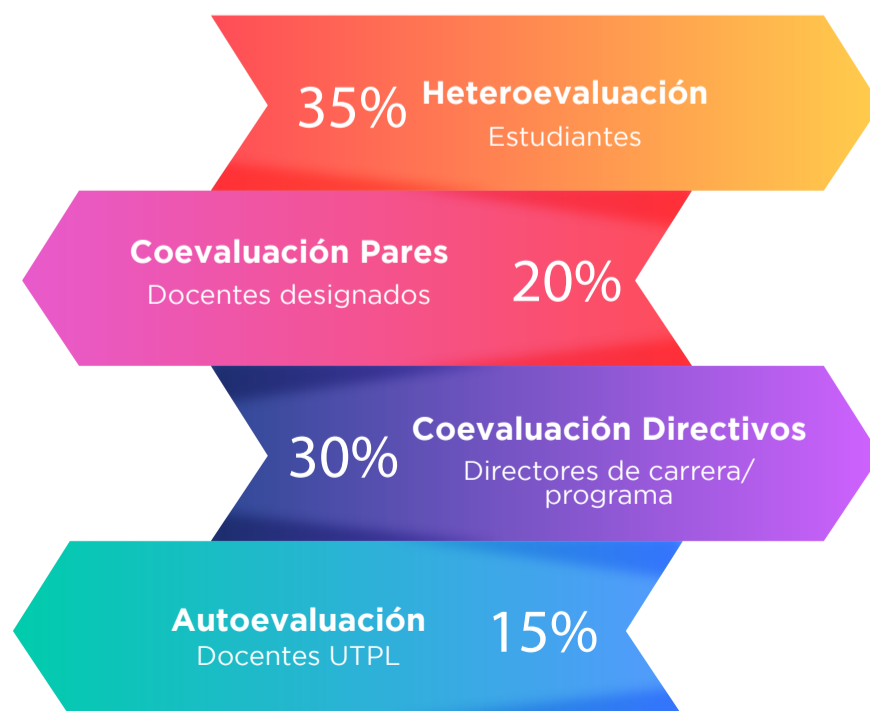 35% Heteroevaluación
Estudiantes
Coevaluación Pares
Docentes designados
20%
30%
Coevaluación Directivos
Directores de carrera/
programa
Autoevaluación
Docentes UTPL
15%